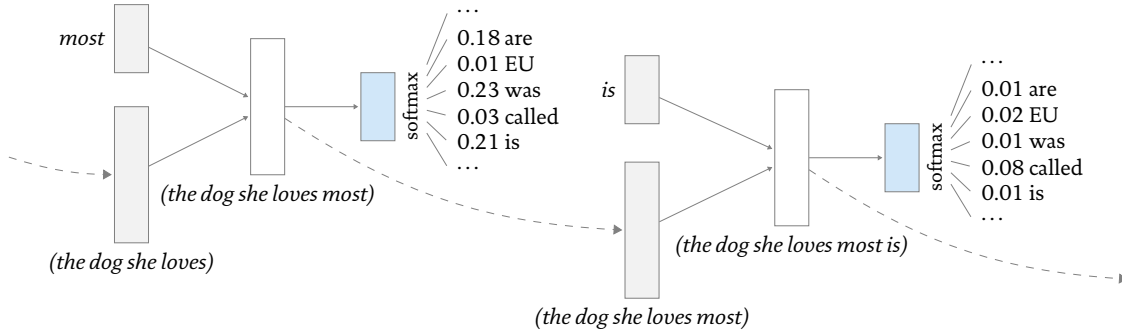 most
(the dog she loves)
(the dog she loves most)
softmax
...
0.18 are
0.01 EU
0.23 was
0.03 called
0.21 is
...
is
(the dog she loves most)
(the dog she loves most is)
softmax
...
0.01 are
0.02 EU
0.01 was
0.08 called
0.01 is
...